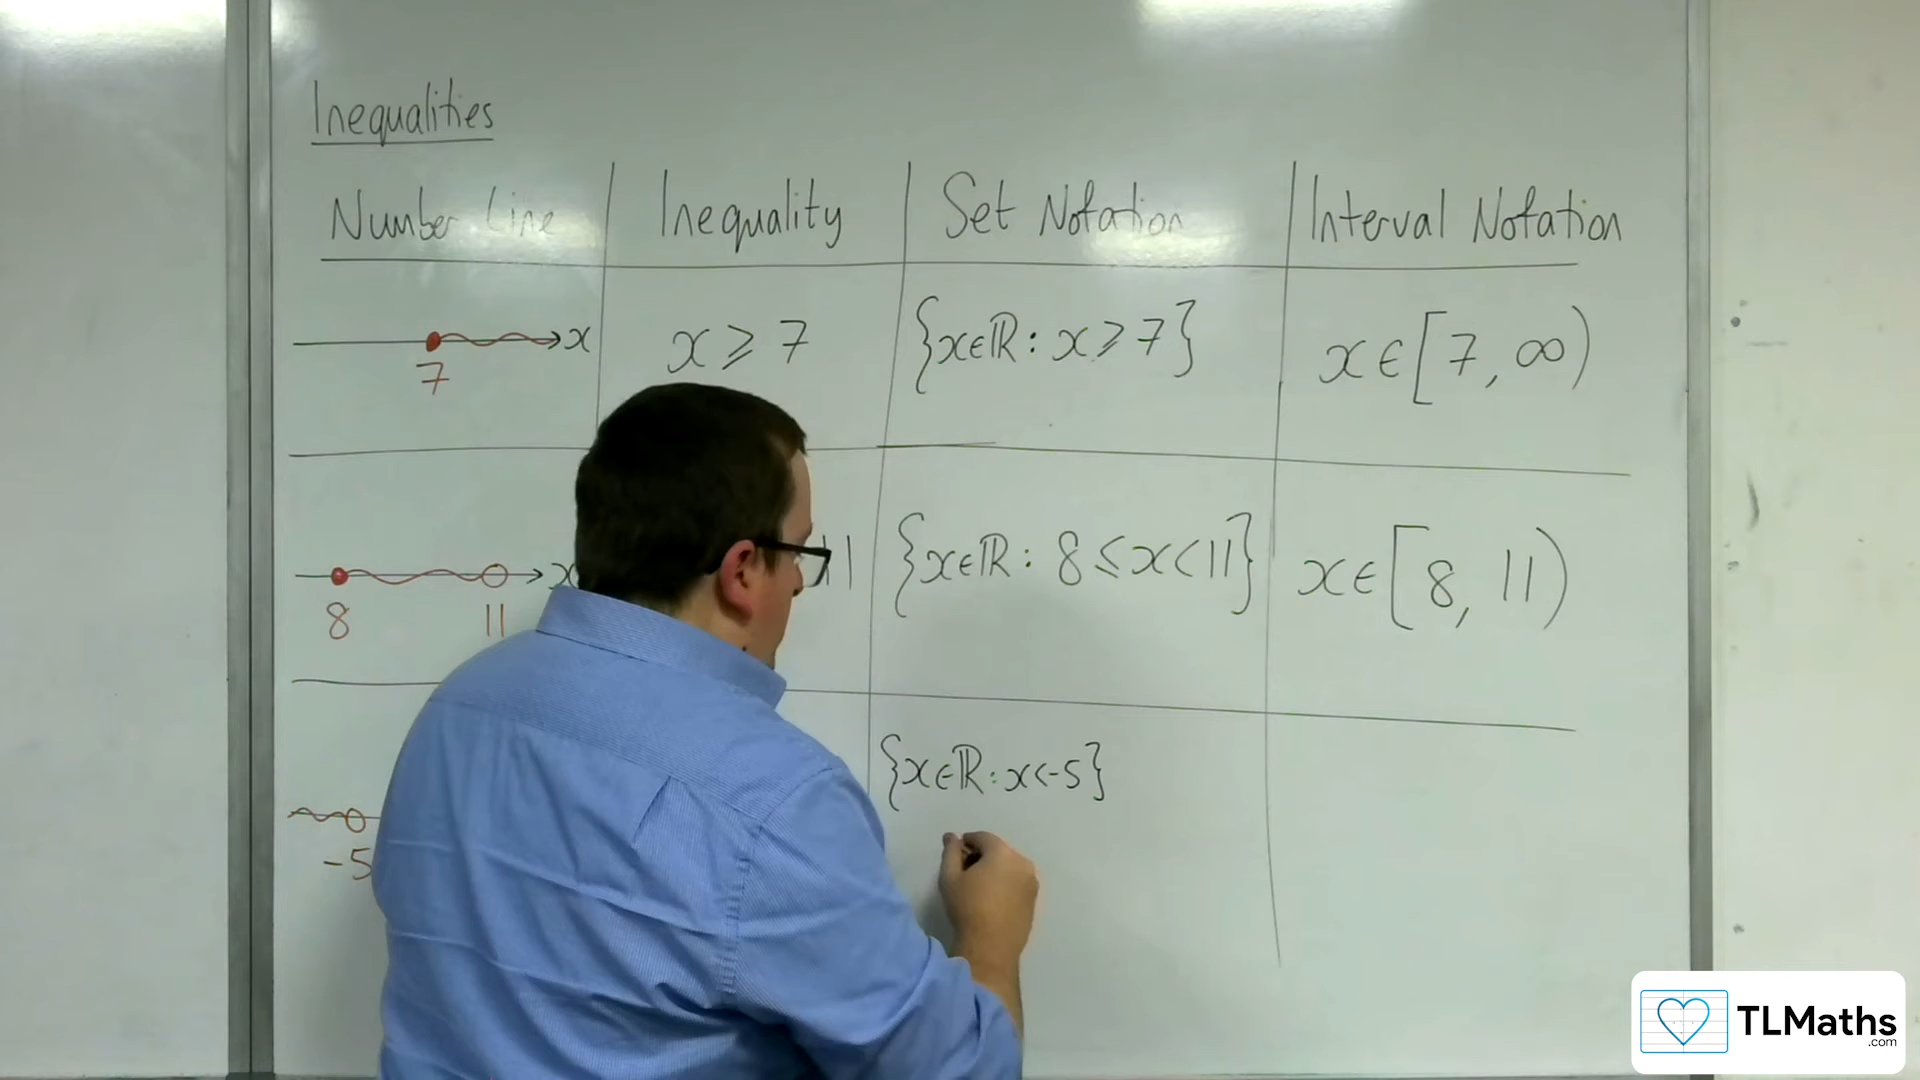 Inequalities
Number Line Inequality Set Notation Interval Notation
x x ⩾ 7 {x∈ℝ : x ⩾ 7} x ∈ [7, ∞)
7
x 11 {x∈ℝ : 8 ≤ x < 11} x ∈ [8, 11)
8 11
{x∈ℝ : x < -5}
-5
TLMaths
.com